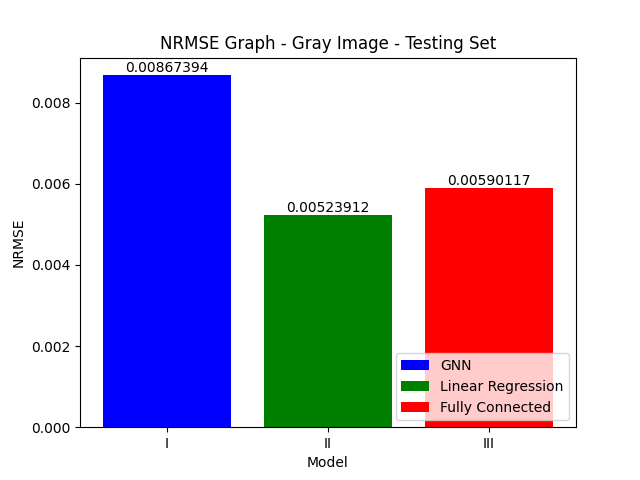 NRMSE Graph - Gray Image - Testing Set
0.00867394
0.00523912
0.00590117
0.008
0.006
0.004
0.002
0.000
NRMSE
GNN
Linear Regression
Fully Connected
I
II
III
Model